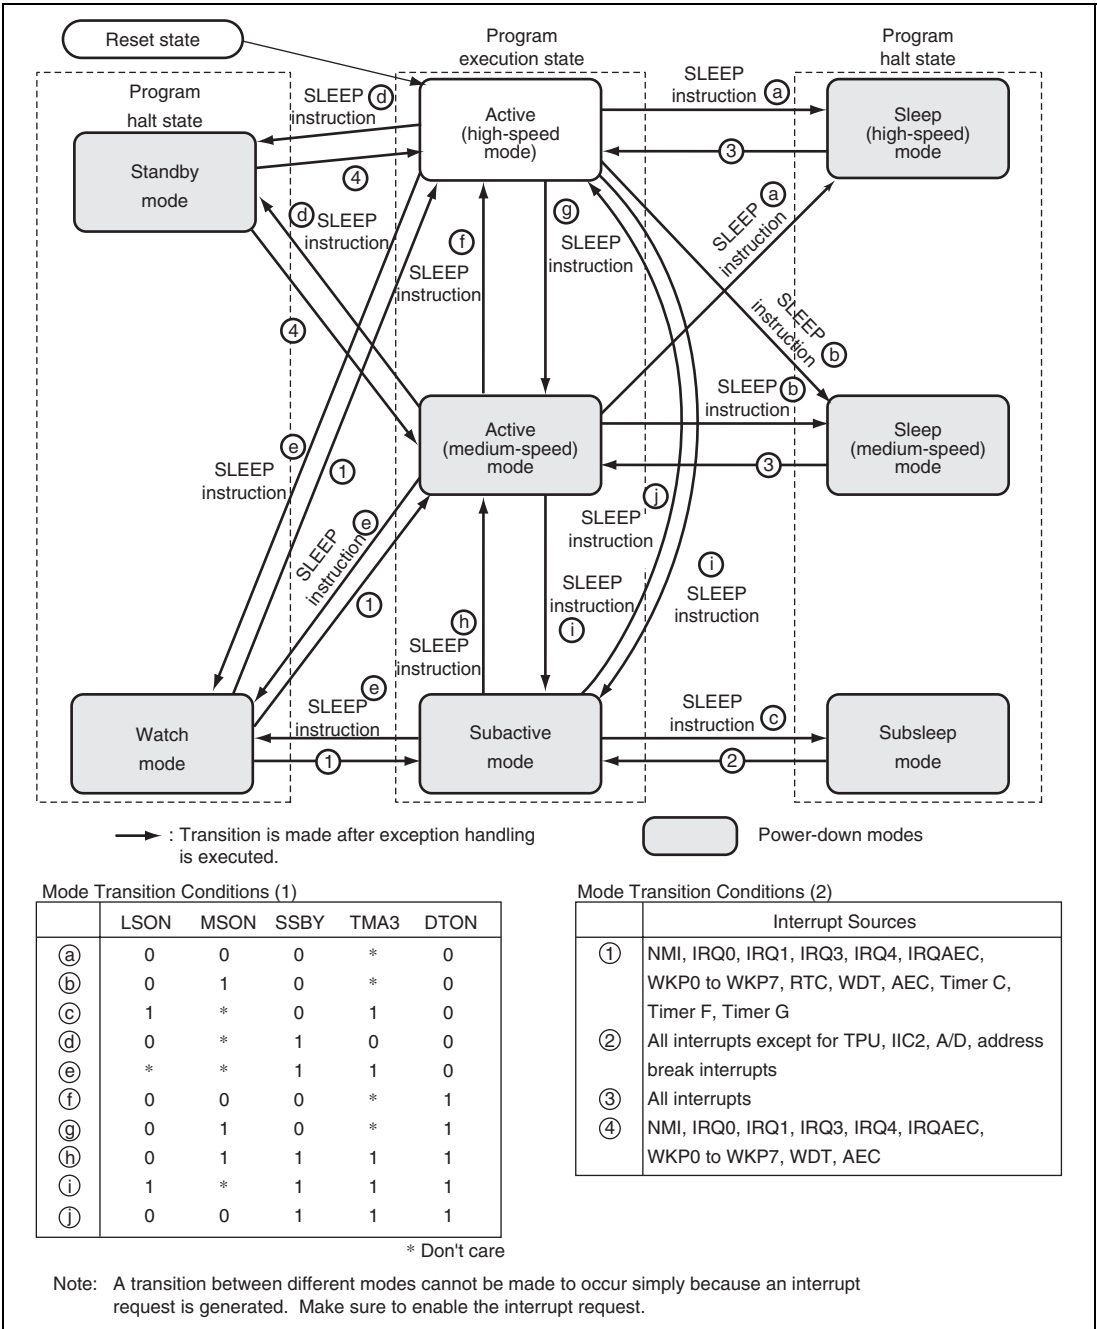 Reset state
Program
execution state
Program
halt state
Program
halt state
SLEEP d
instruction
Active
(high-speed
mode)
SLEEP
instruction a
Sleep
(high-speed)
mode
Standby
mode
4
3
d SLEEP
instruction
f
SLEEP
instruction
g
SLEEP
instruction
SLEEP a
instruction
4
SLEEP b
instruction
Active
(medium-speed)
mode
SLEEP b
instruction
Sleep
(medium-speed)
mode
3
e
SLEEP
instruction
1
SLEEP e
instruction
1
j
SLEEP
instruction
i
SLEEP
instruction
SLEEP
instruction
i
h
SLEEP
instruction
e
SLEEP
instruction
Watch
mode
1
Subactive
mode
SLEEP
instruction c
2
Subsleep
mode
: Transition is made after exception handling
is executed.
Power-down modes
Mode Transition Conditions (1)
LSON MSON SSBY TMA3 DTON
a 0 0 0 * 0
b 0 1 0 * 0
c 1 * 0 1 0
d 0 * 1 0 0
e * * 1 1 0
f 0 0 0 * 1
g 0 1 0 * 1
h 0 1 1 1 1
i 1 * 1 1 1
j 0 0 1 1 1
* Don't care
Mode Transition Conditions (2)
Interrupt Sources
1 NMI, IRQ0, IRQ1, IRQ3, IRQ4, IRQAEC,
WKP0 to WKP7, RTC, WDT, AEC, Timer C,
Timer F, Timer G
2 All interrupts except for TPU, IIC2, A/D, address
break interrupts
3 All interrupts
4 NMI, IRQ0, IRQ1, IRQ3, IRQ4, IRQAEC,
WKP0 to WKP7, WDT, AEC
Note: A transition between different modes cannot be made to occur simply because an interrupt
request is generated. Make sure to enable the interrupt request.